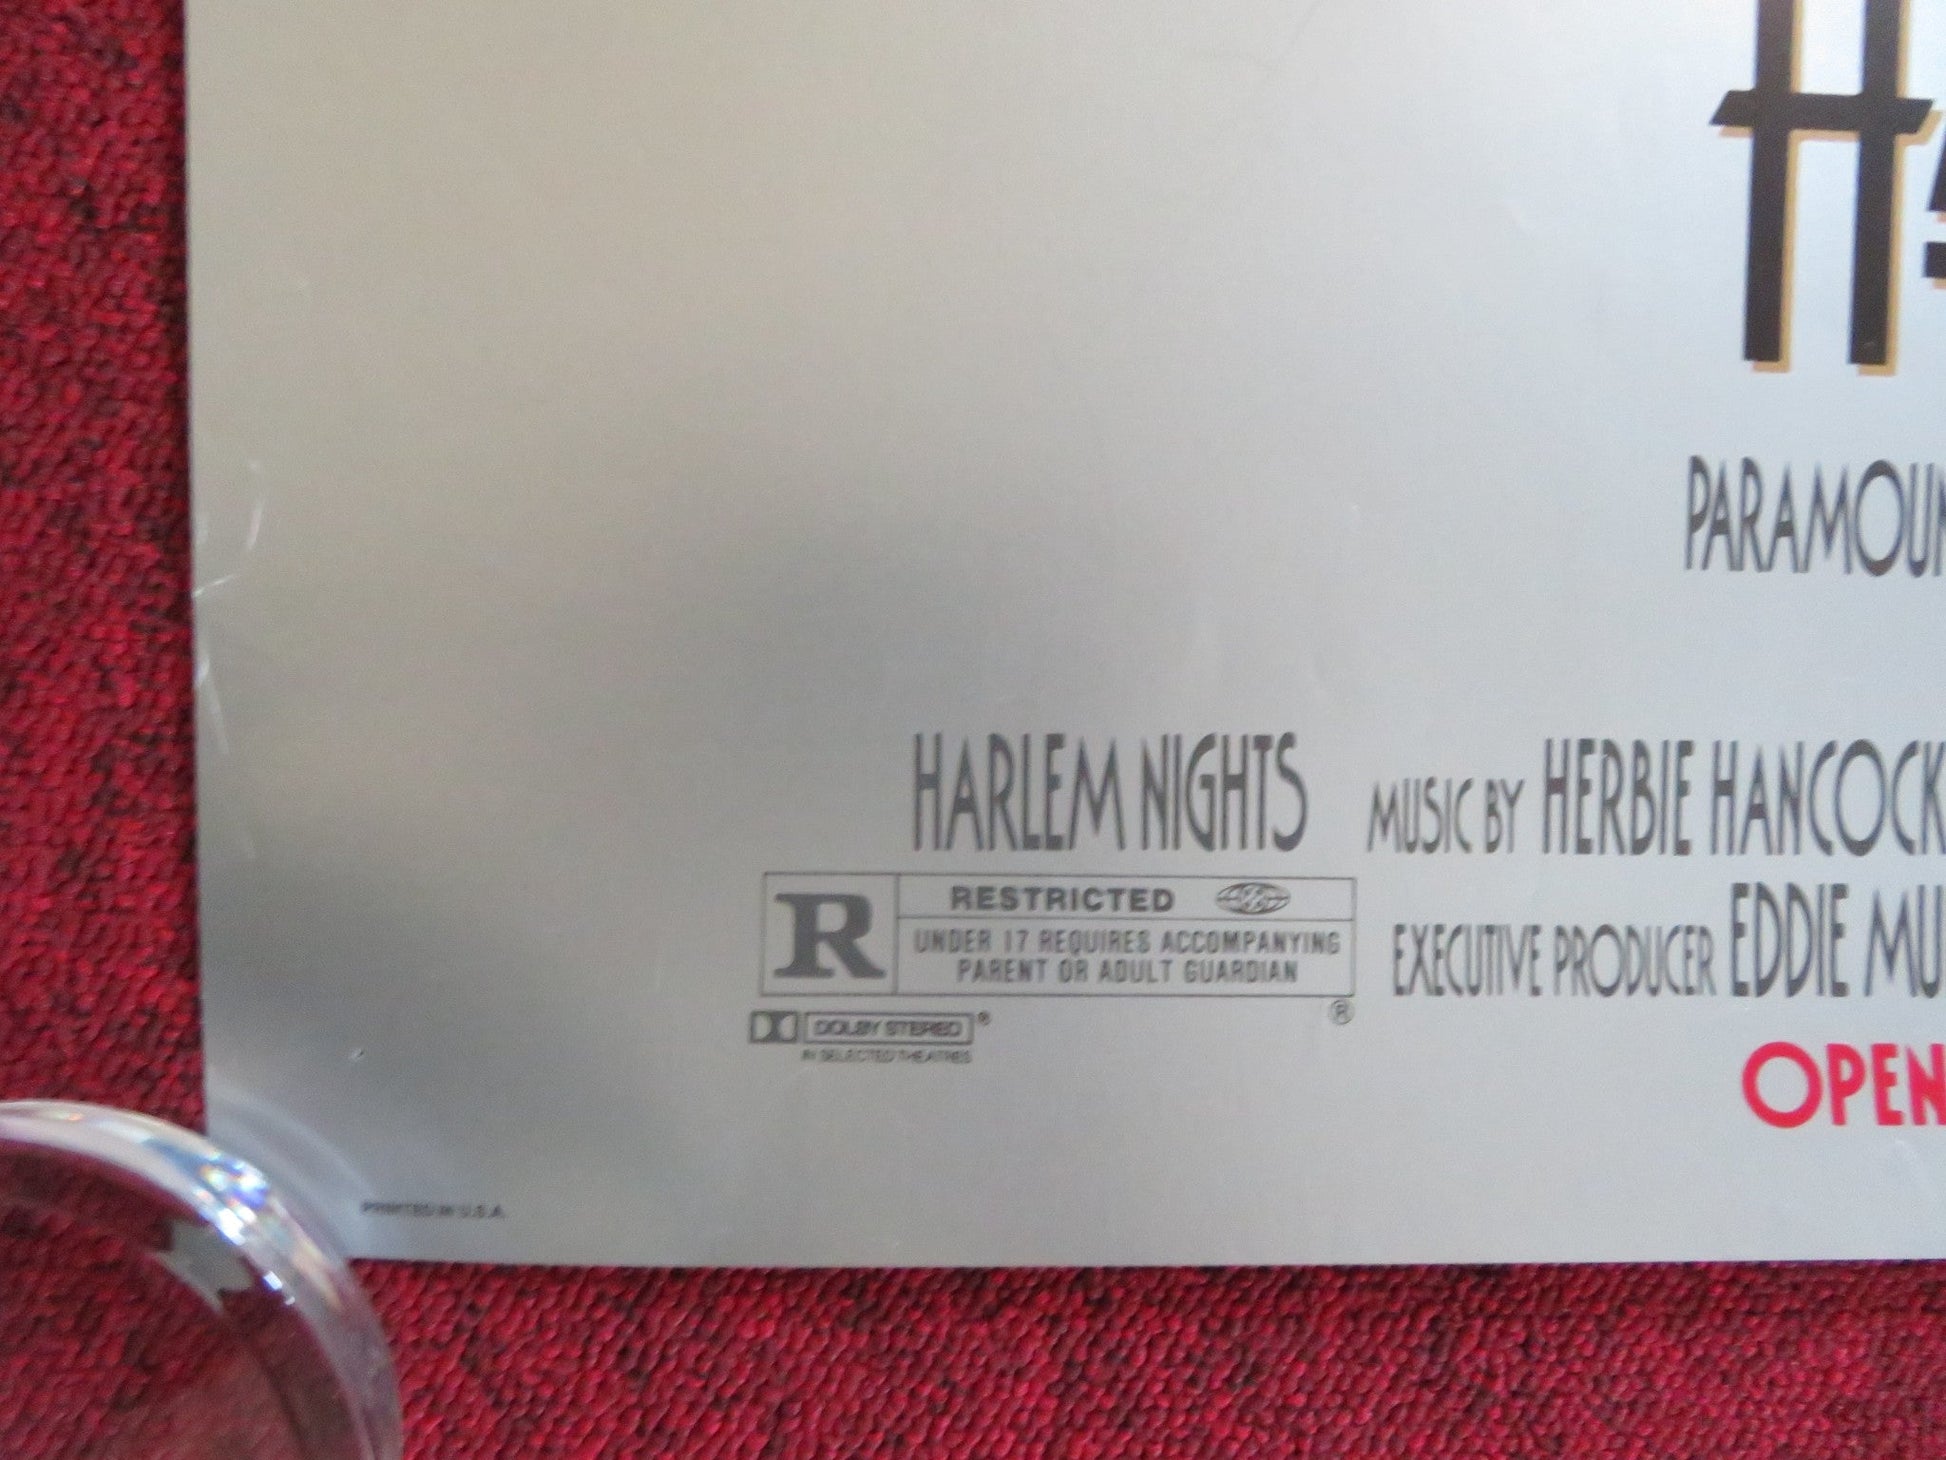 H
PARAMOUN
HARLEM NIGHTS MUSIC BY HERBIE HANCOCK
R RESTRICTED
UNDER 17 REQUIRES ACCOMPANYING
PARENT OR ADULT GUARDIAN
®
EXECUTIVE PRODUCER EDDIE MU
DOLBY STEREO ®
IN SELECTED THEATRES
OPEN
PRINTED IN U.S.A.